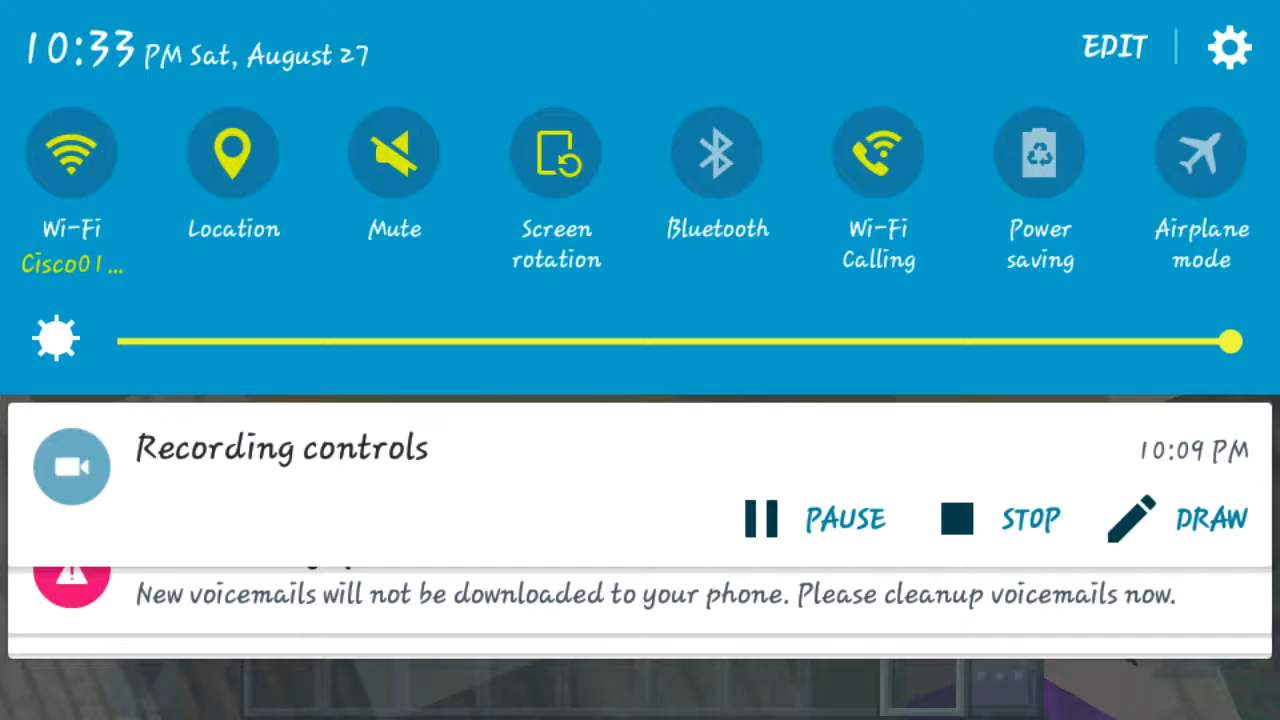 10:33 PM Sat, August 27
EDIT
Wi-Fi
Cisco01...
Location
Mute
Screen
rotation
Bluetooth
Wi-Fi
Calling
Power
saving
Airplane
mode
Recording controls
10:09 PM
PAUSE
STOP
DRAW
New voicemails will not be downloaded to your phone. Please cleanup voicemails now.